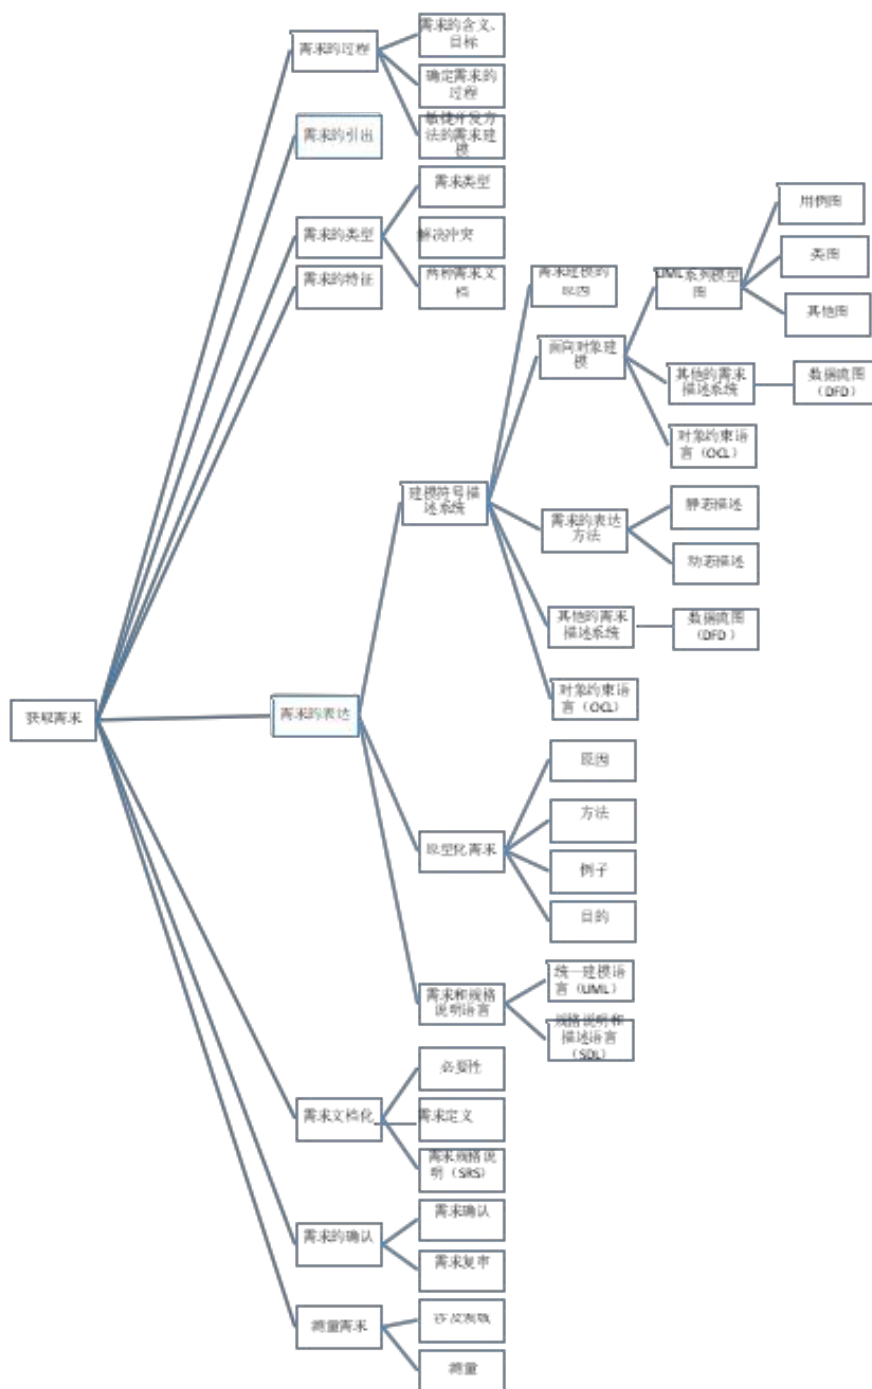 需求的过程
需求的含义、
目标
确定需求的
过程
敏捷开发方
法的需求建
模
需求的引出
需求的类型
需求类型
解决冲突
两种需求文
档
需求的特征
获取需求
需求的表达
建模符号描
述系统
需求建模的
原因
面向对象建
模
UML系列模型
图
用例图
类图
其他图
其他的需求
描述系统
数据流图
（DFD）
对象约束语
言（OCL）
需求的表达
方法
静态描述
动态描述
其他的需求
描述系统
数据流图
（DFD）
对象约束语
言（OCL）
原型化需求
原因
方法
例子
目的
需求和规格
说明语言
统一建模语
言（UML）
规格说明和
描述语言
（SDL）
需求文档化
必要性
需求定义
需求规格说
明（SRS）
需求的确认
需求确认
需求复审
测量需求
测量